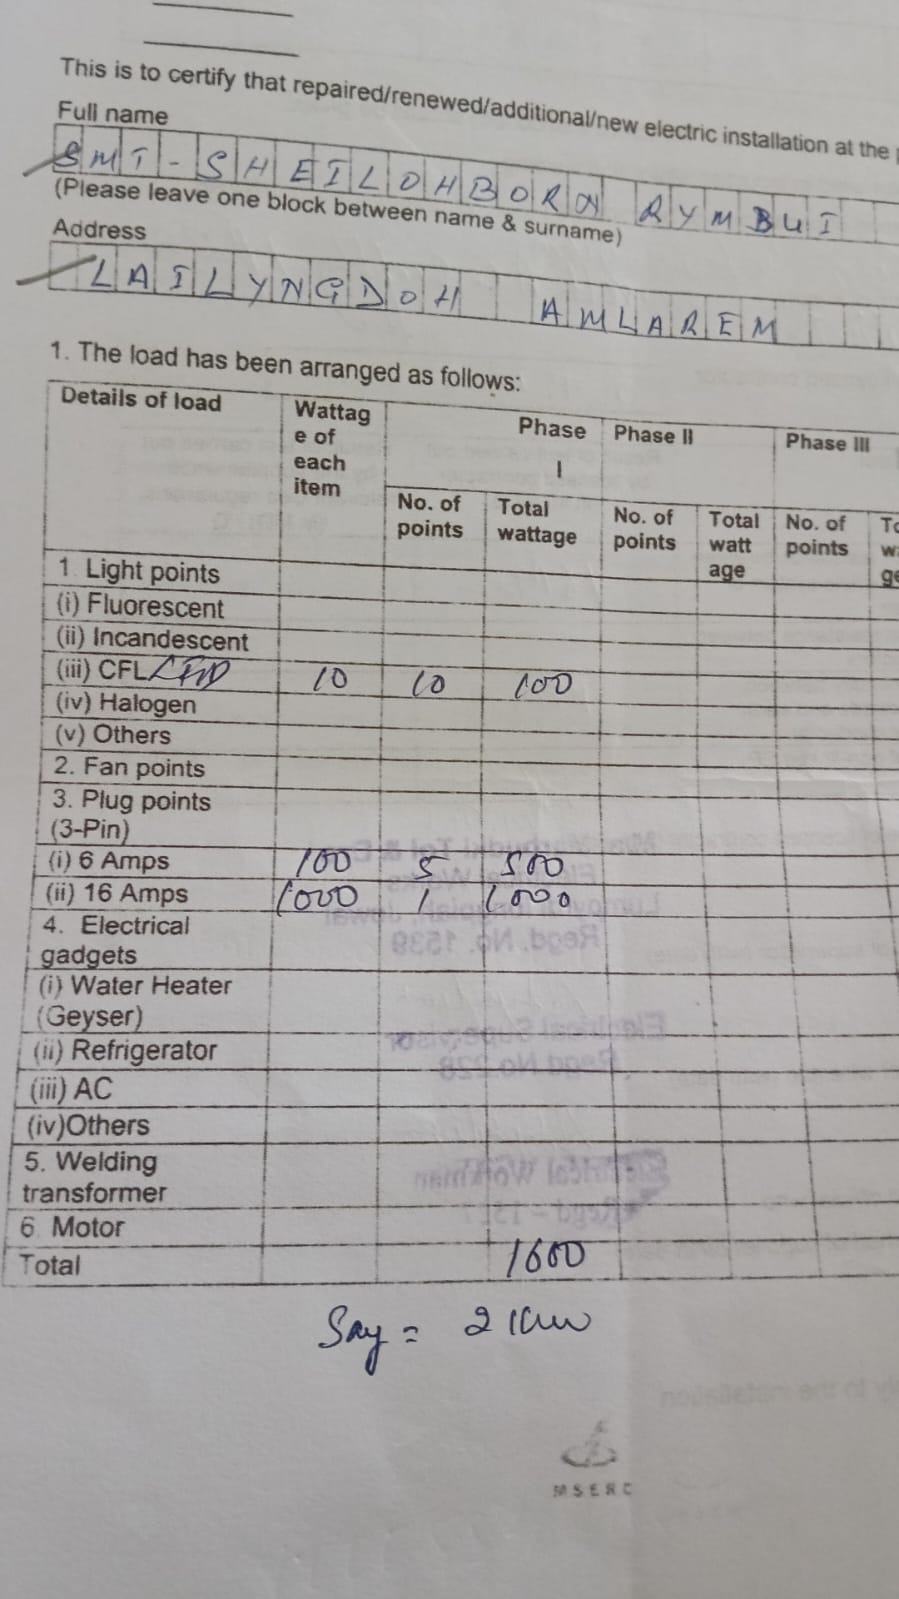 This is to certify that repaired/renewed/additional/new electric installation at the
Full name
SMT - SHEILOHBORN RYMBUI
(Please leave one block between name & surname)
Address
LAILYNGDOH AMLAREM
1. The load has been arranged as follows:
Details of load Wattag e of each item Phase I Phase II Phase III
No. of points Total wattage No. of points Total watt age No. of points
1. Light points
(i) Fluorescent
(ii) Incandescent
(iii) CFL LED 10 10 100
(iv) Halogen
(v) Others
2. Fan points
3. Plug points
(3-Pin)
(i) 6 Amps 100 5 500
(ii) 16 Amps 1000 1 1000
4. Electrical
gadgets
(i) Water Heater
(Geyser)
(ii) Refrigerator
(iii) AC
(iv)Others
5. Welding
transformer
6. Motor
Total 1600
Say = 2 KW
MSERC